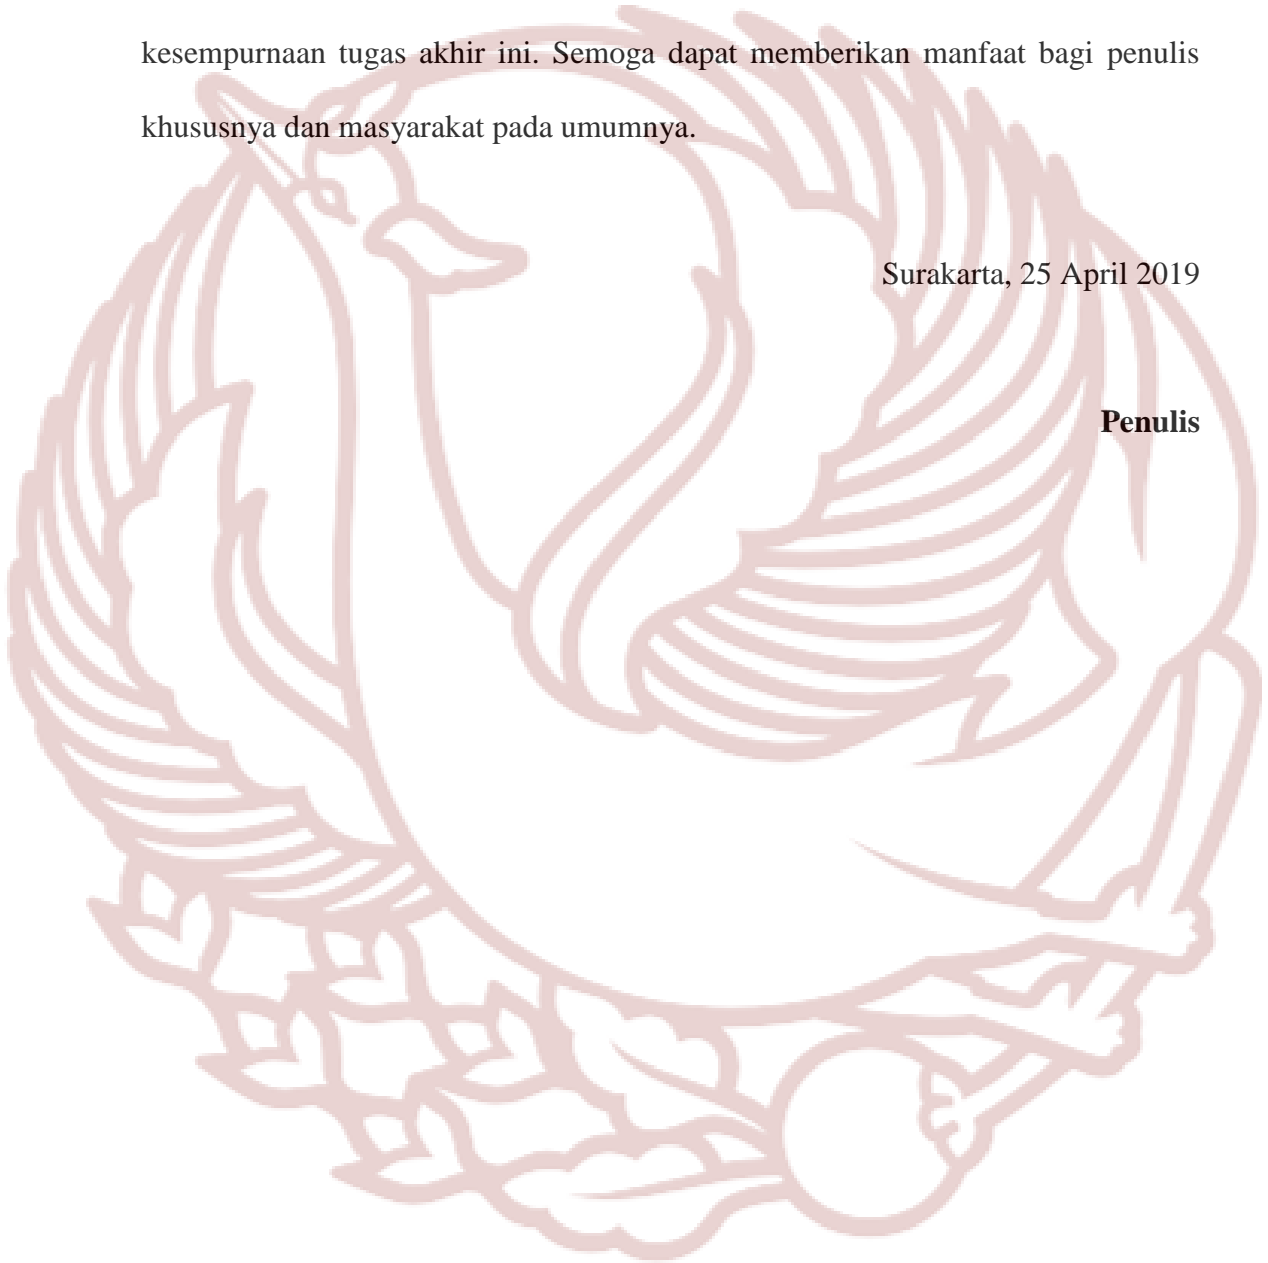 kesempurnaan tugas akhir ini. Semoga dapat memberikan manfaat bagi penulis
khususnya dan masyarakat pada umumnya.
Surakarta, 25 April 2019
Penulis